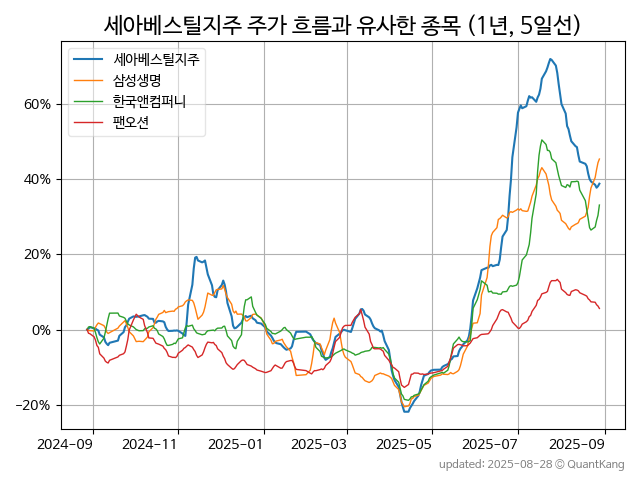 세아베스틸지주 주가 흐름과 유사한 종목 (1년, 5일선)
세아베스틸지주
삼성생명
한국앤컴퍼니
팬오션
60%
40%
20%
0%
−20%
2024−09
2024−11
2025−01
2025−03
2025−05
2025−07
2025−09
updated: 2025−08−28 © QuantKang